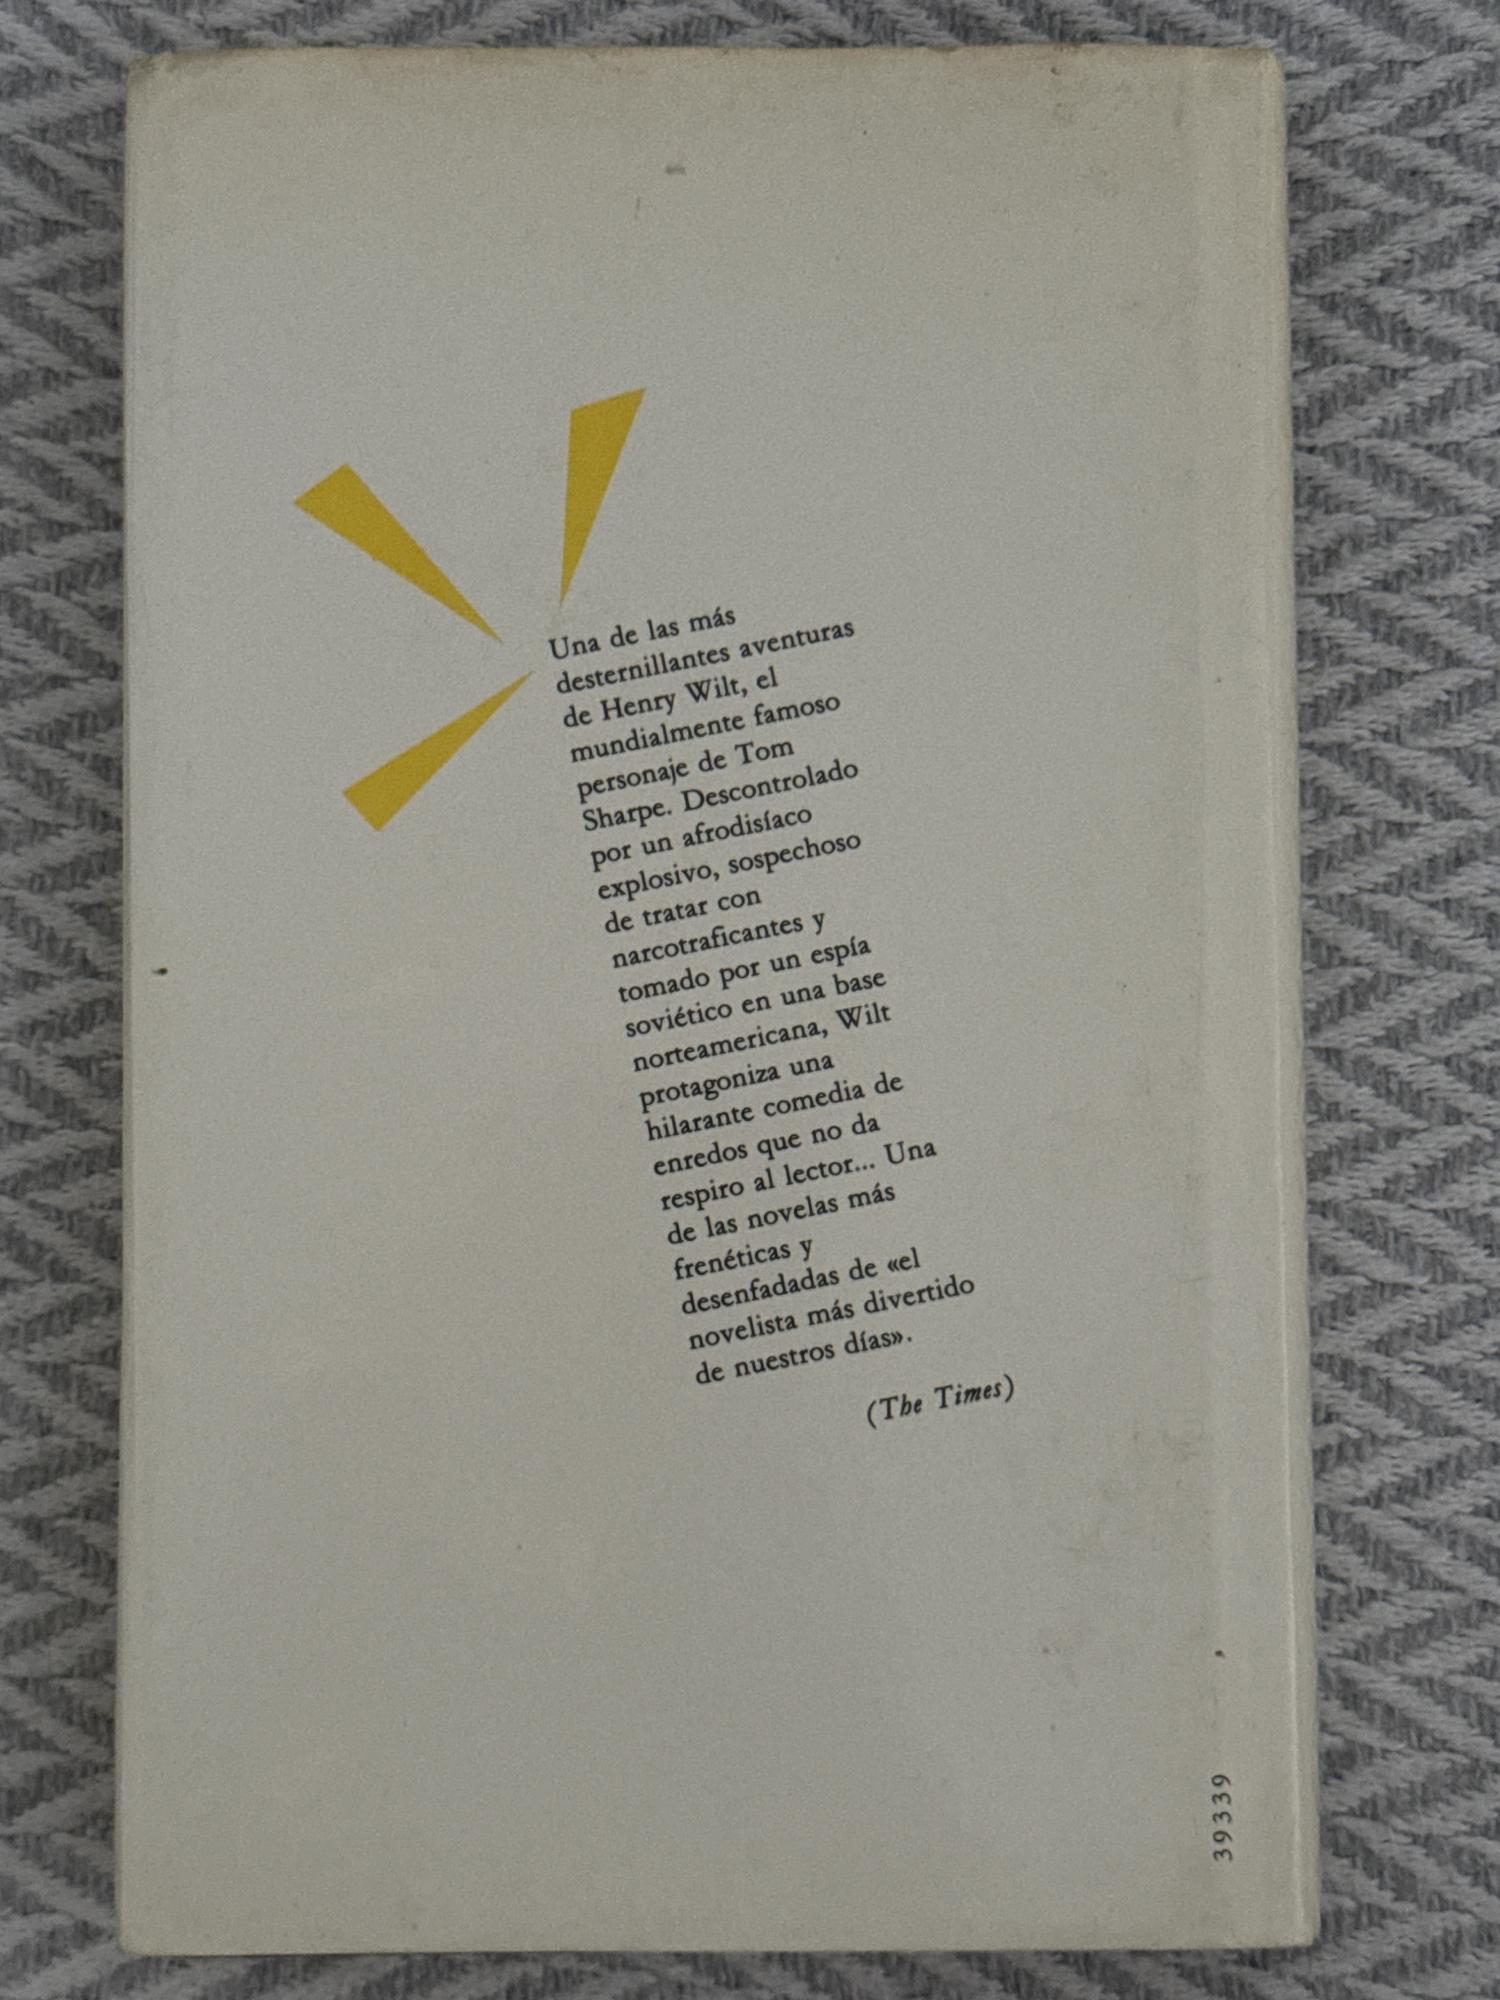 Una de las más
desternillantes aventuras
de Henry Wilt, el
mundialmente famoso
personaje de Tom
Sharpe. Descontrolado
por un afrodisíaco
explosivo, sospechoso
de tratar con
narcotraficantes y
tomado por un espía
soviético en una base
norteamericana, Wilt
protagoniza una
hilarante comedia de
enredos que no da
respiro al lector... Una
de las novelas más
frenéticas y
desenfadadas de «el
novelista más divertido
de nuestros días».
(The Times)
39339